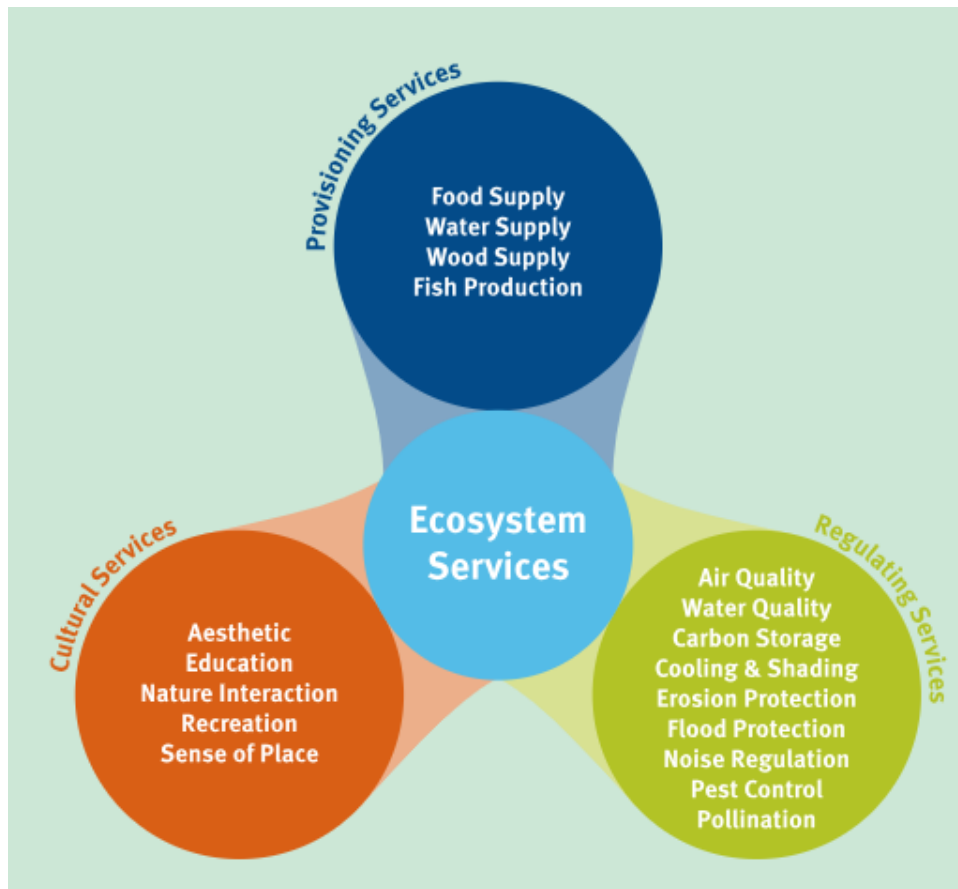 Provisioning Services
Food Supply
Water Supply
Wood Supply
Fish Production
Ecosystem
Services
Cultural Services
Aesthetic
Education
Nature Interaction
Recreation
Sense of Place
Regulating Services
Air Quality
Water Quality
Carbon Storage
Cooling & Shading
Erosion Protection
Flood Protection
Noise Regulation
Pest Control
Pollination